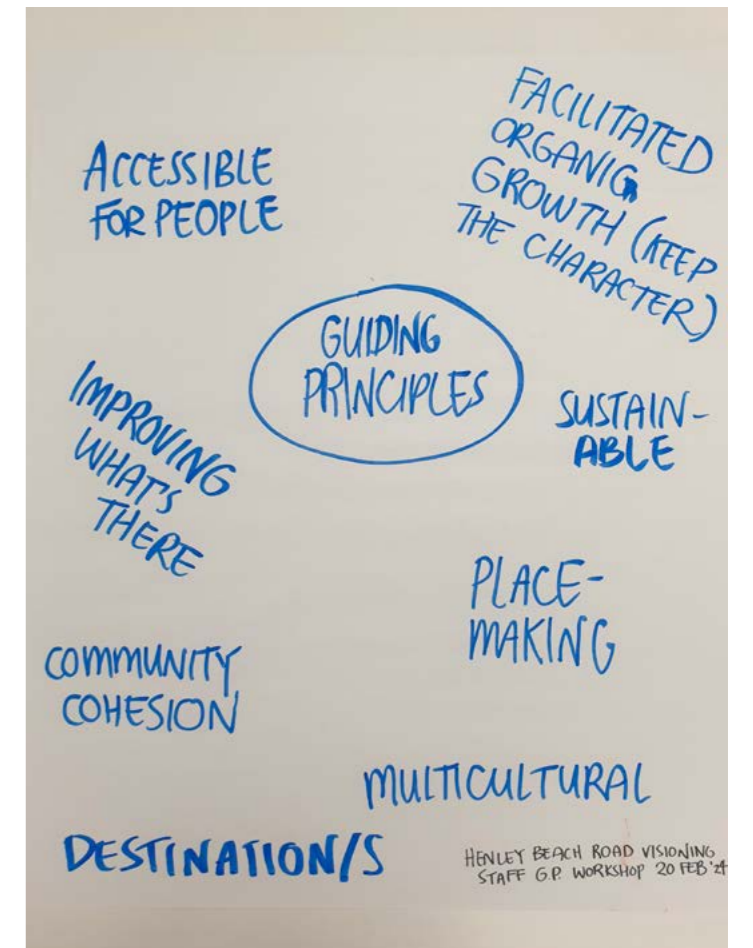 ACCESSIBLE
FOR PEOPLE
FACILITATED
ORGANIC
GROWTH (KEEP
THE CHARACTER)
GUIDING
PRINCIPLES
IMPROVING
WHAT'S
THERE
SUSTAIN-
ABLE
PLACE-
MAKING
COMMUNITY
COHESION
MULTICULTURAL
DESTINATION/S
HENLEY BEACH ROAD VISIONING
STAFF G.P. WORKSHOP 20 FEB '24